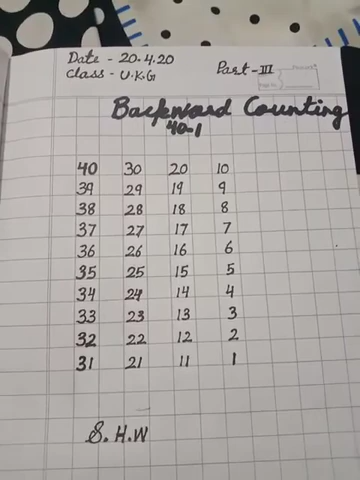 Date - 20.4.20
Class - U.K.G
Part - III
Backward Counting
40-1
40 30 20 10
39 29 19 9
38 28 18 8
37 27 17 7
36 26 16 6
35 25 15 5
34 24 14 4
33 23 13 3
32 22 12 2
31 21 11 1
S.H.W